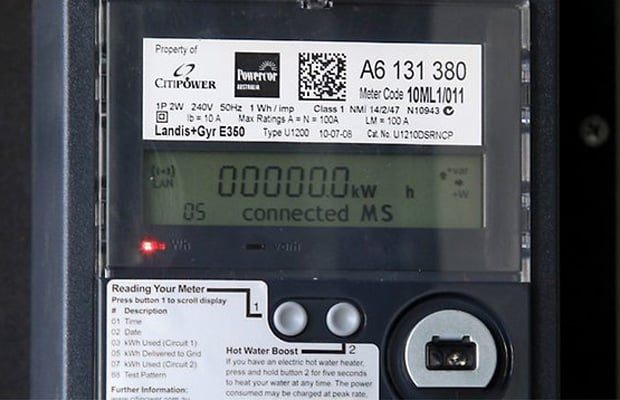 Property of
CITIPOWER
Powercor
AUSTRALIA
A6 131 380
Meter Code 10ML1/011
1P 2W 240V 50Hz 1 Wh / imp Class 1 NMI 14/2/47 N10943
Ib = 10 A Max Ratings A = N = 100A LM = 100 A
Landis+Gyr E350 Type U1200 10-07-08 Cat. No. U1210DSRNCP
LAN
000000.0 kW h
+var
+W
05 connected MS
Wh varh
Reading Your Meter
Press button 1 to scroll display
# Description
01 Time
02 Date
03 kWh Used (Circuit 1)
05 kWh Delivered to Grid
07 kWh Used (Circuit 2)
88 Test Pattern
Further Information:
www.citipower.com.au
1
2
Hot Water Boost
If you have an electric hot water heater,
press and hold button 2 for five seconds
to heat your water at any time. The power
consumed may be charged at peak rate,